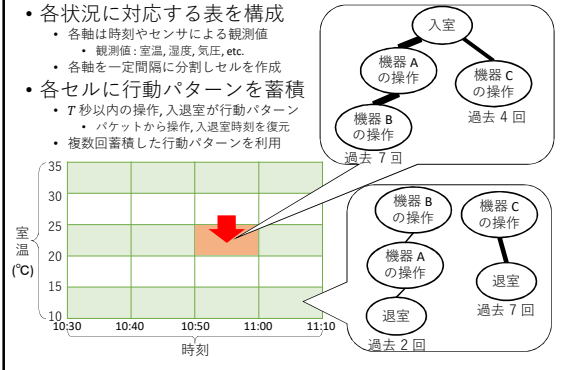 • 各状況に対応する表を構成
• 各軸は時刻やセンサによる観測値
• 観測値 : 室温, 湿度, 気圧, etc.
• 各軸を一定間隔に分割しセルを作成
• 各セルに行動パターンを蓄積
• T 秒以内の操作, 入退室が行動パターン
• パケットから操作, 入退室時刻を復元
• 複数回蓄積した行動パターンを利用
入室
機器 A
の操作
機器 C
の操作
機器 B
の操作
過去 4 回
過去 7 回
機器 B
の操作
機器 C
の操作
機器 A
の操作
退室
退室
過去 7 回
過去 2 回
室温
(℃)
35
30
25
20
15
10
10:30
10:40
10:50
11:00
11:10
時刻